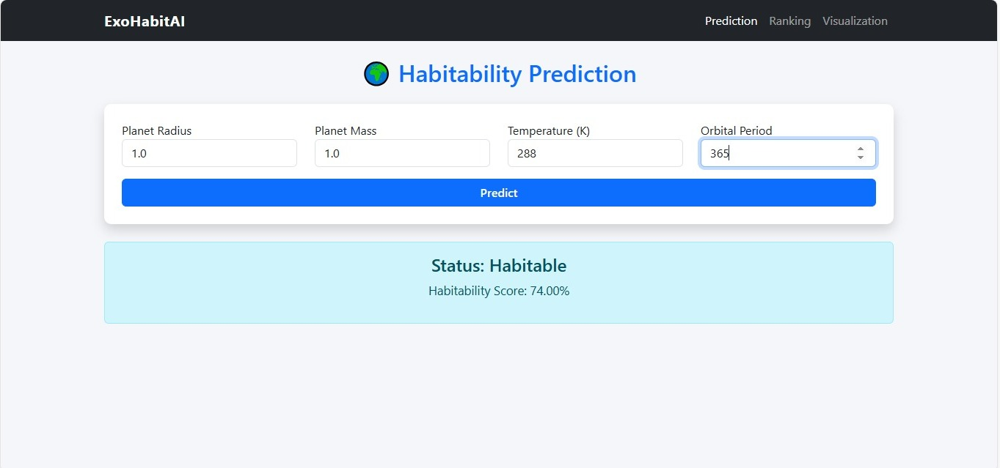 ExoHabitAI
Prediction Ranking Visualization
Habitability Prediction
Planet Radius Planet Mass Temperature (K) Orbital Period
1.0 1.0 288 365
Predict
Status: Habitable
Habitability Score: 74.00%